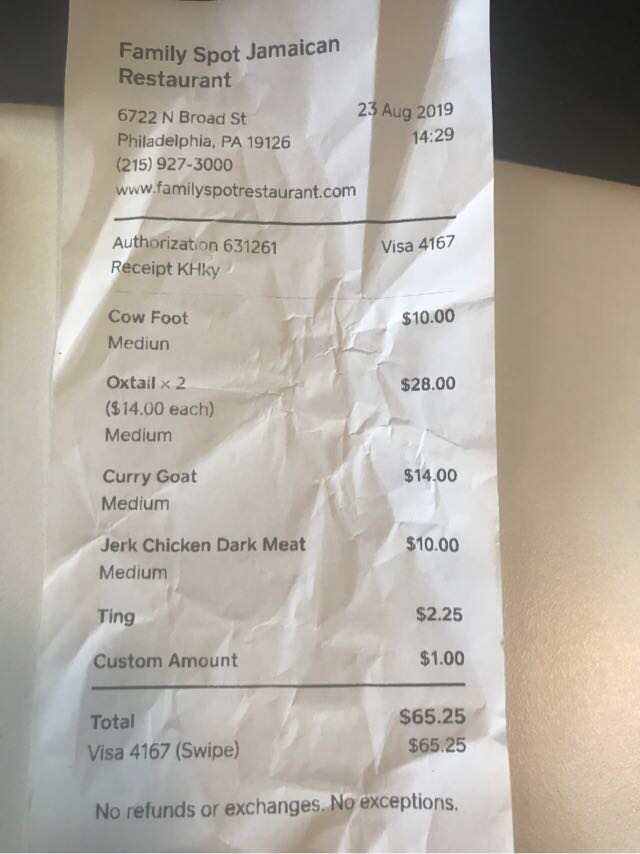 Family Spot Jamaican
Restaurant
6722 N Broad St
23 Aug 2019
Philadelphia, PA 19126
14:29
(215) 927-3000
www.familyspotrestaurant.com
Authorization 631261
Visa 4167
Receipt KHky
Cow Foot
$10.00
Mediun
Oxtail × 2
$28.00
($14.00 each)
Medium
Curry Goat
$14.00
Medium
Jerk Chicken Dark Meat
$10.00
Medium
Ting
$2.25
Custom Amount
$1.00
Total
$65.25
Visa 4167 (Swipe)
$65.25
No refunds or exchanges. No exceptions.